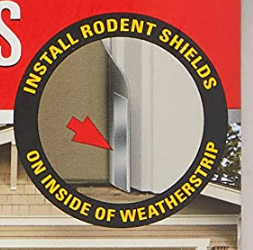 S
INSTALL RODENT SHIELDS
ON INSIDE OF WEATHERSTRIP